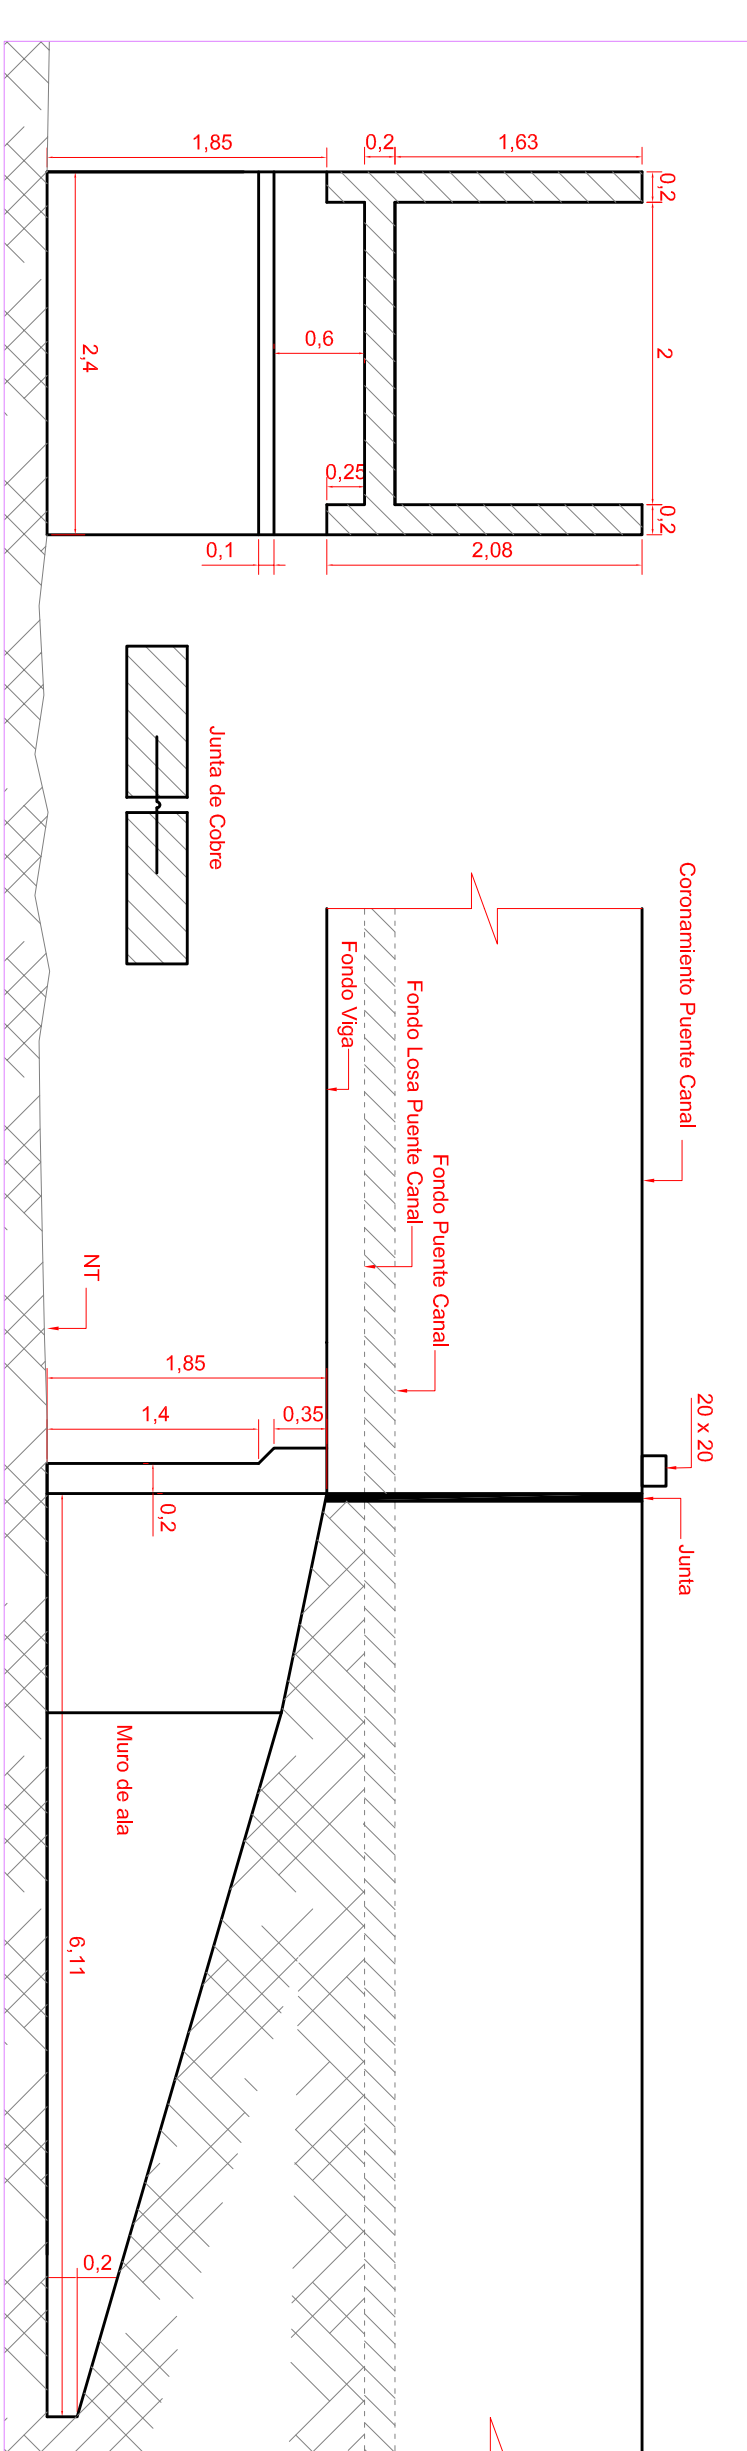 1,85
0,2
1,63
0,2
2
0,2
2,4
0,6
0,25
0,1
2,08
Junta de Cobre
Coronamiento Puente Canal
Fondo Viga
Fondo Losa Puente Canal
Fondo Puente Canal
NT
1,85
1,4
0,35
0,2
20 x 20
Junta
Muro de ala
6,11
0,2